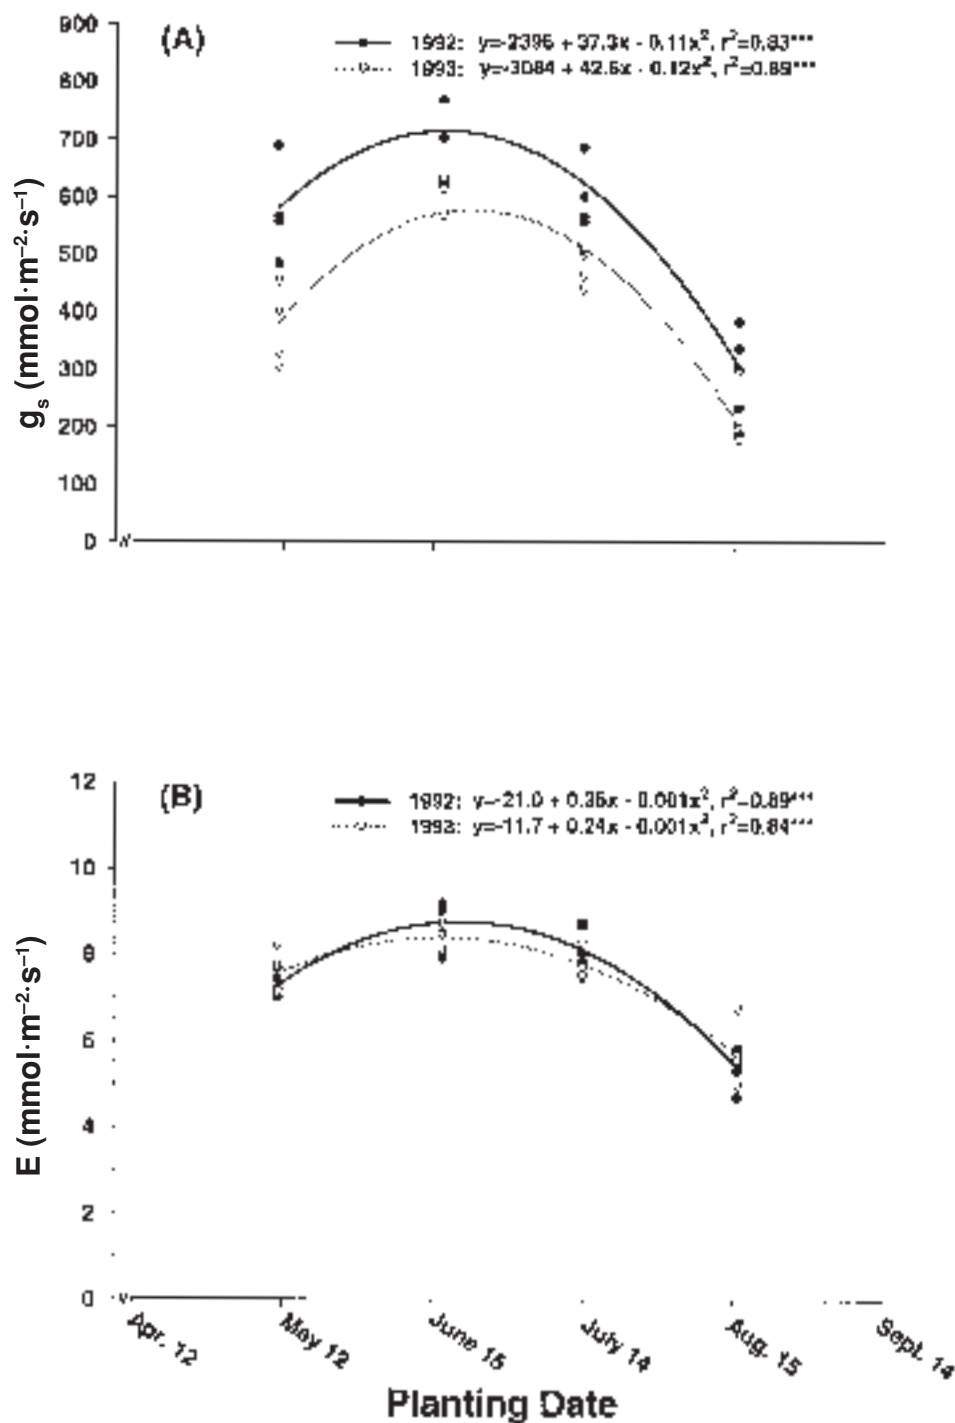 900
(A)
1992: y=-2396 + 37.3x - 0.11x², r²=0.83***
1993: y=-3084 + 42.6x - 0.12x², r²=0.89***
800
700
600
500
400
300
200
100
0
gₛ (mmol·m⁻²·s⁻¹)
12
(B)
1992: y=-21.0 + 0.35x - 0.001x², r²=0.89***
1993: y=-11.7 + 0.24x - 0.001x², r²=0.84***
10
8
6
4
2
0
E (mmol·m⁻²·s⁻¹)
Apr. 12
May 12
June 15
July 14
Aug. 15
Sept. 14
Planting Date